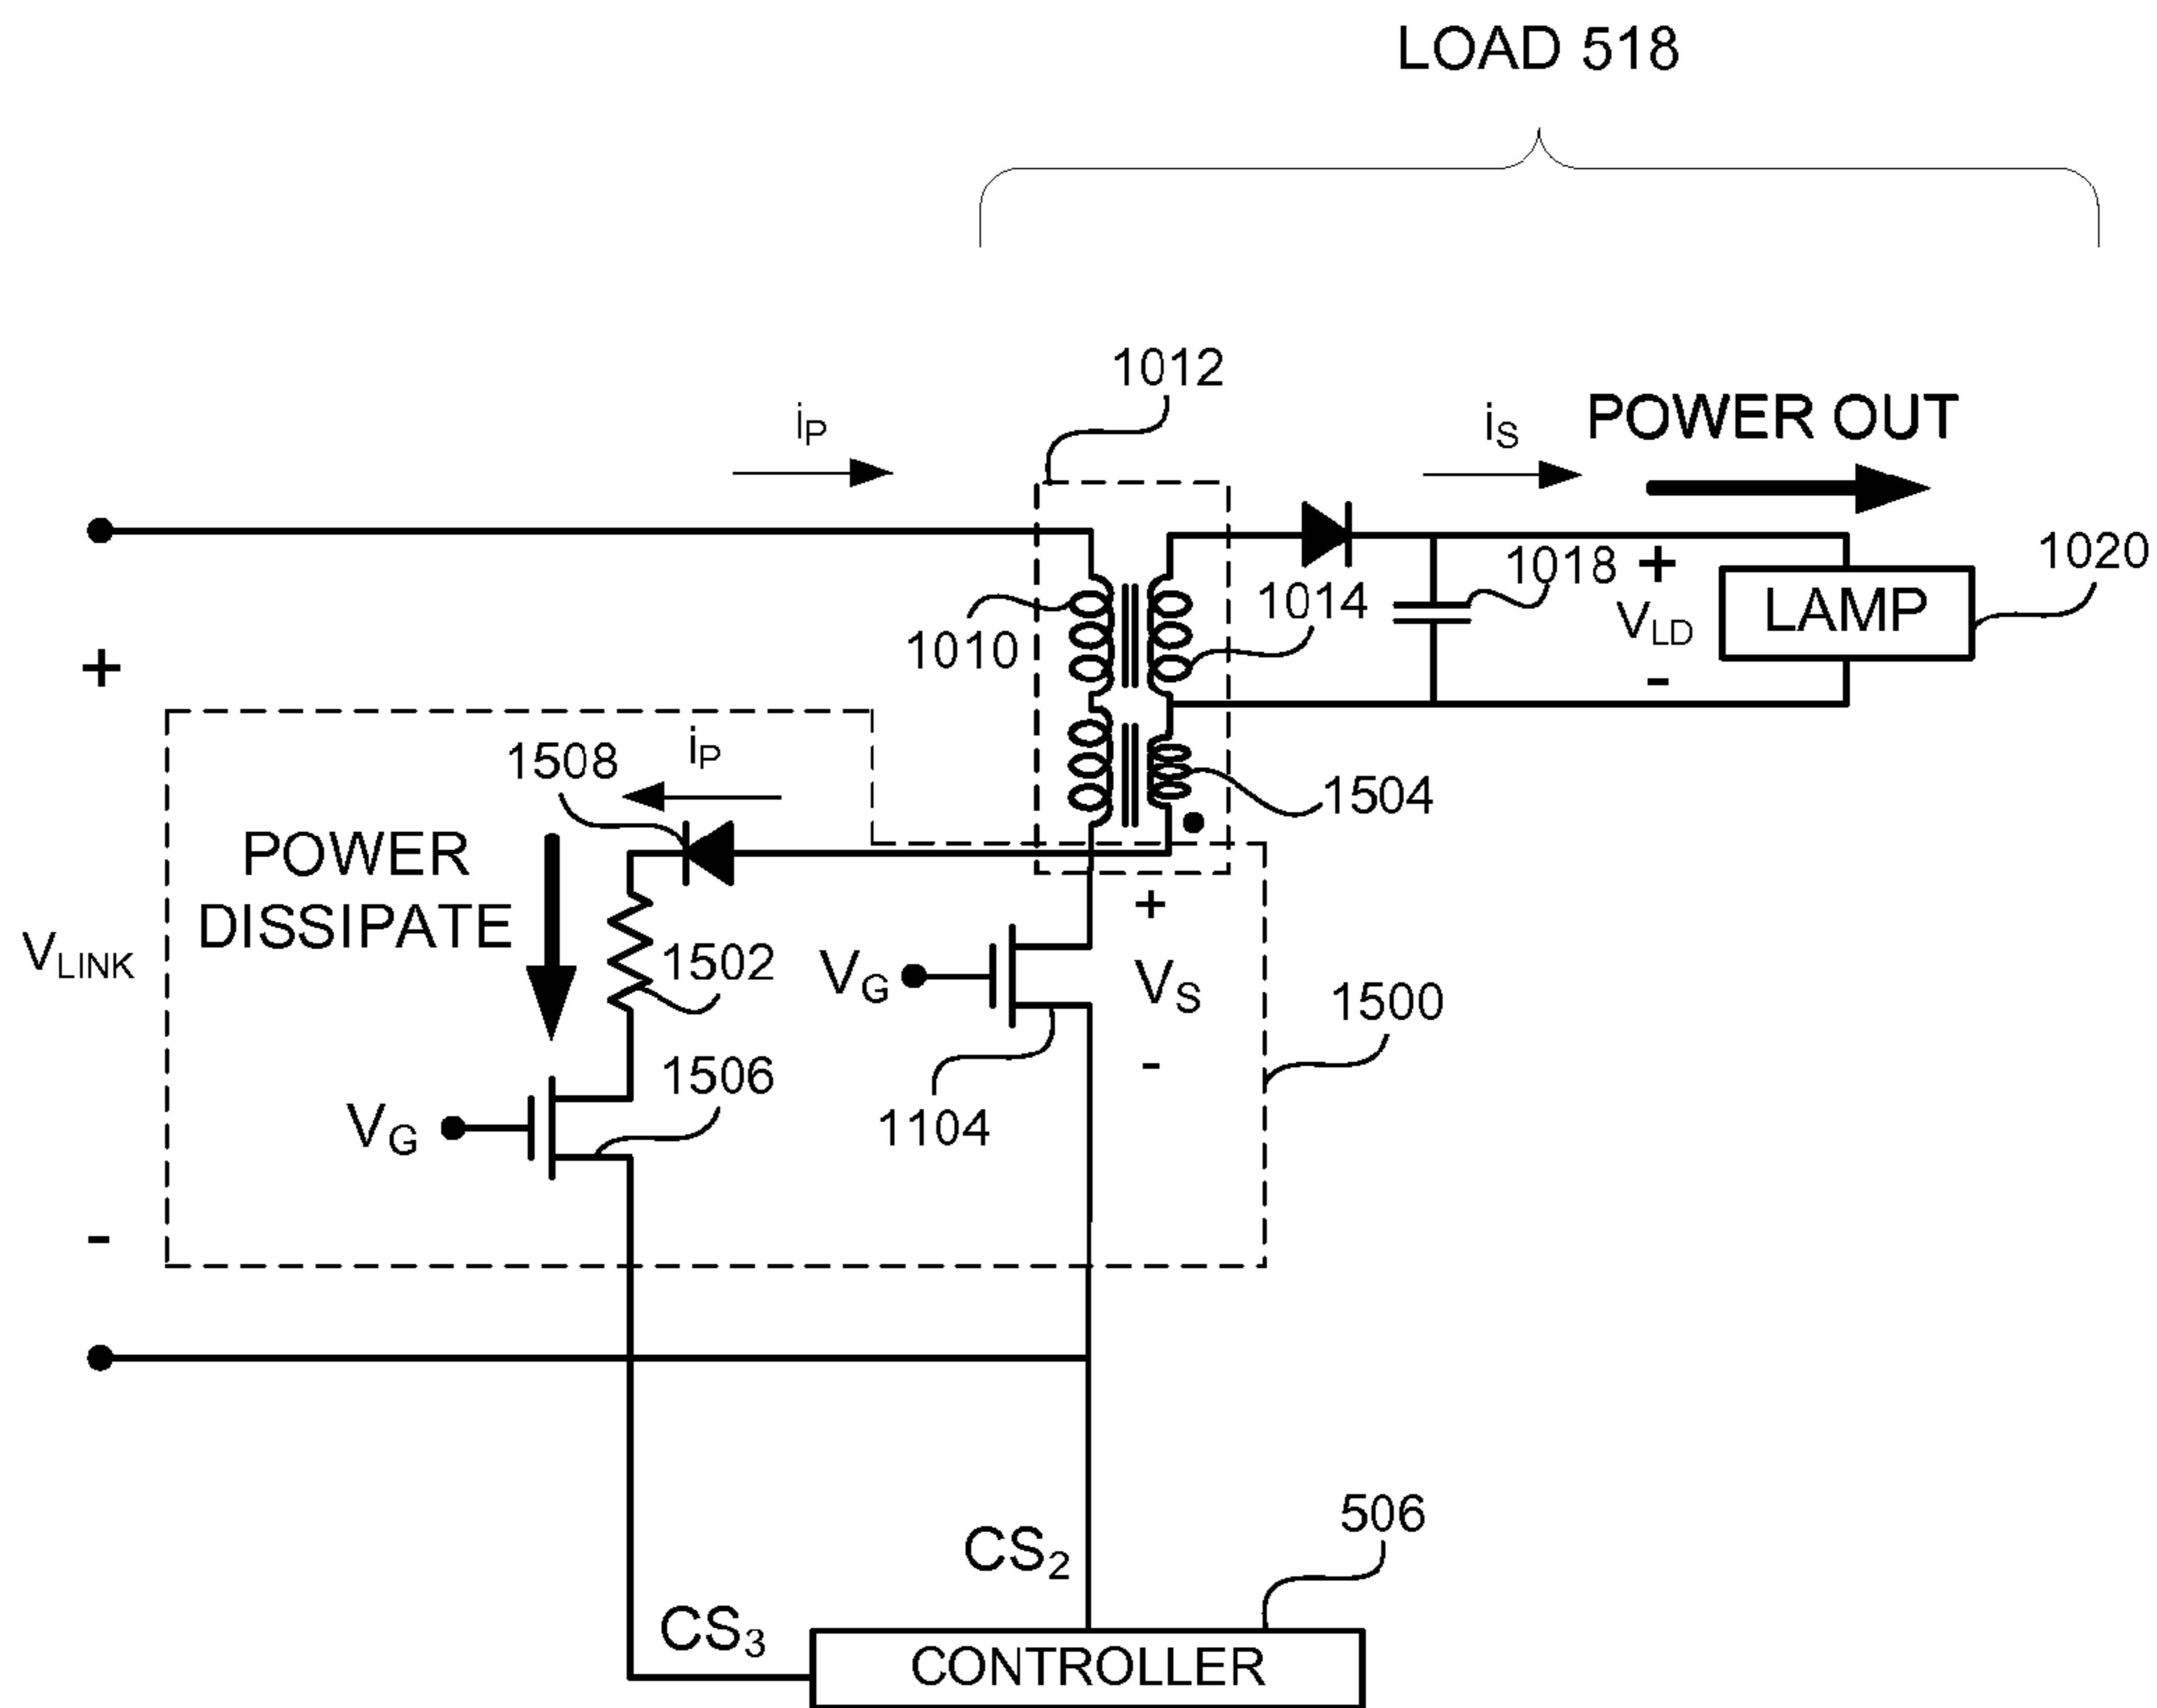 LOAD 518
1012
iP
iS
POWER OUT
1018
+
1020
1010
1014
VLD
LAMP
-
+
1508
iP
1504
POWER
DISSIPATE
+
VLINK
1502
VG
VS
1500
1506
-
VG
1104
-
506
CS2
CS3
CONTROLLER